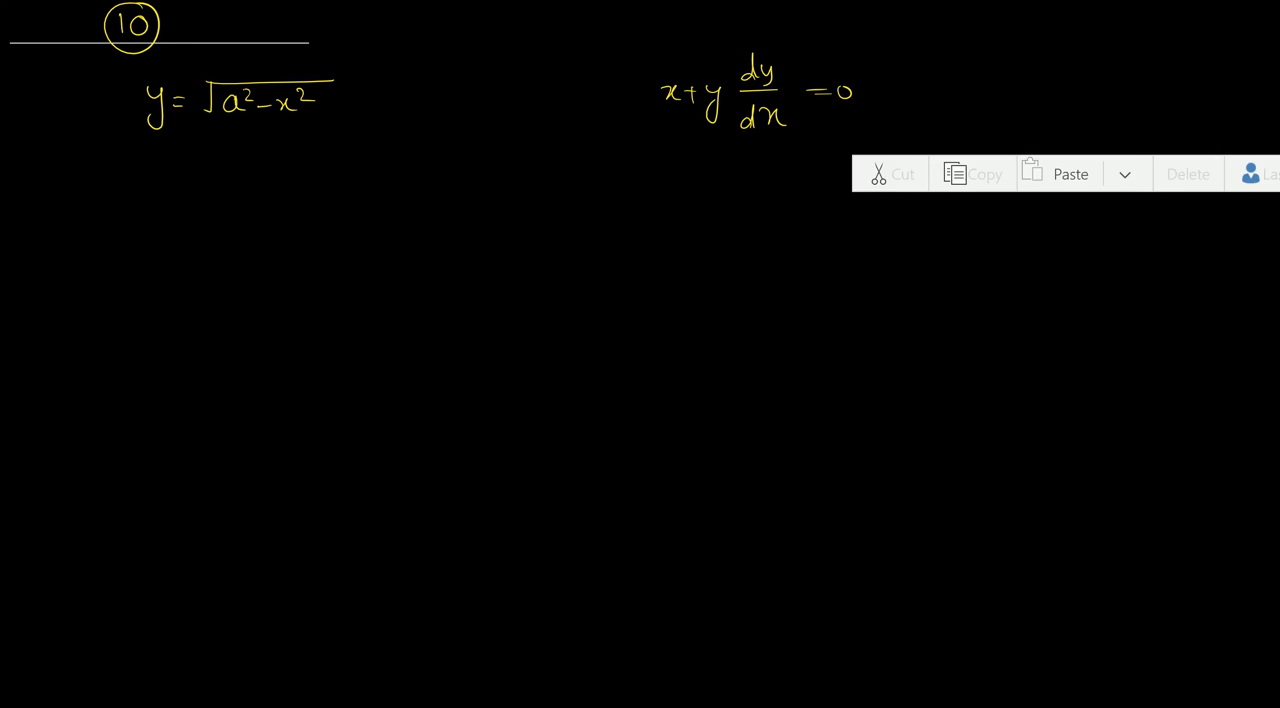 10
y = √a² - x²
x + y dy/dx = 0
Cut Copy Paste Delete